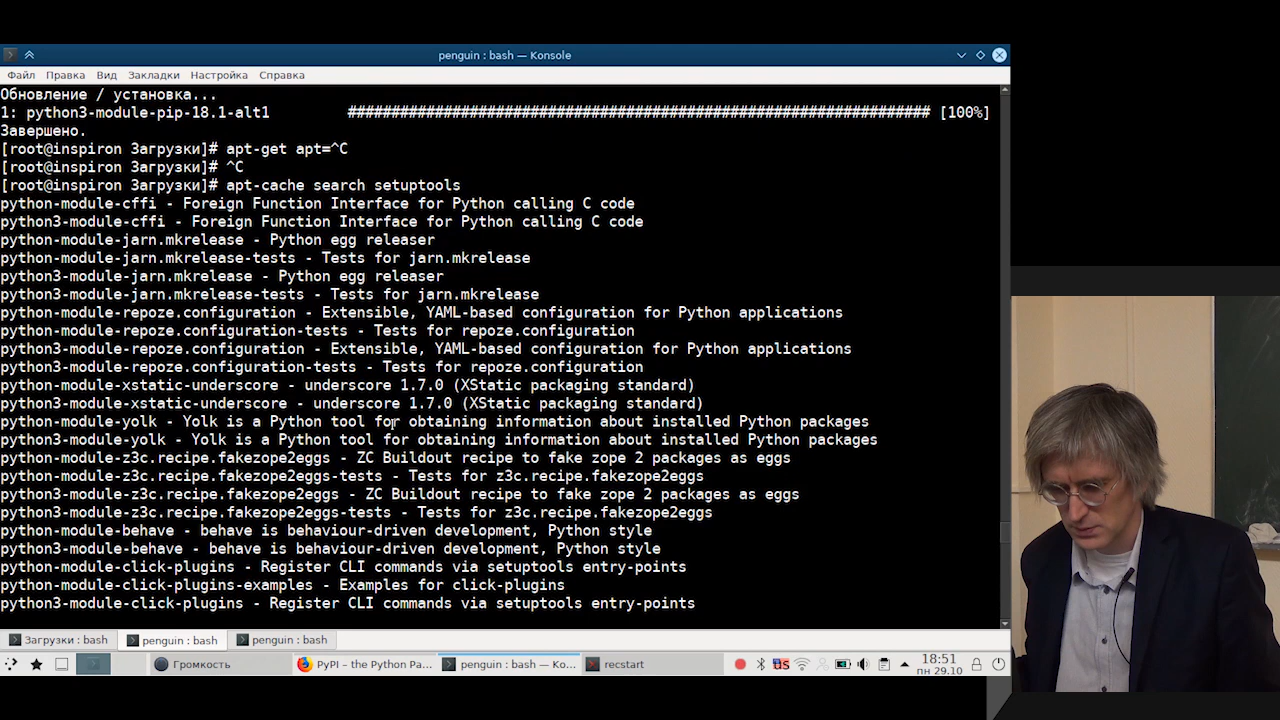 penguin : bash — Konsole
Файл Правка Вид Закладки Настройка Справка
Обновление / установка...
1: python3-module-pip-18.1-alt1 ################################################################### [100%]
Завершено.
[root@inspiron Загрузки]# apt-get apt=^C
[root@inspiron Загрузки]# ^C
[root@inspiron Загрузки]# apt-cache search setuptools
python-module-cffi - Foreign Function Interface for Python calling C code
python3-module-cffi - Foreign Function Interface for Python calling C code
python-module-jarn.mkrelease - Python egg releaser
python-module-jarn.mkrelease-tests - Tests for jarn.mkrelease
python3-module-jarn.mkrelease - Python egg releaser
python3-module-jarn.mkrelease-tests - Tests for jarn.mkrelease
python-module-repoze.configuration - Extensible, YAML-based configuration for Python applications
python-module-repoze.configuration-tests - Tests for repoze.configuration
python3-module-repoze.configuration - Extensible, YAML-based configuration for Python applications
python3-module-repoze.configuration-tests - Tests for repoze.configuration
python-module-xstatic-underscore - underscore 1.7.0 (XStatic packaging standard)
python3-module-xstatic-underscore - underscore 1.7.0 (XStatic packaging standard)
python-module-yolk - Yolk is a Python tool for obtaining information about installed Python packages
python3-module-yolk - Yolk is a Python tool for obtaining information about installed Python packages
python-module-z3c.recipe.fakezope2eggs - ZC Buildout recipe to fake zope 2 packages as eggs
python-module-z3c.recipe.fakezope2eggs-tests - Tests for z3c.recipe.fakezope2eggs
python3-module-z3c.recipe.fakezope2eggs - ZC Buildout recipe to fake zope 2 packages as eggs
python3-module-z3c.recipe.fakezope2eggs-tests - Tests for z3c.recipe.fakezope2eggs
python-module-behave - behave is behaviour-driven development, Python style
python3-module-behave - behave is behaviour-driven development, Python style
python-module-click-plugins - Register CLI commands via setuptools entry-points
python-module-click-plugins-examples - Examples for click-plugins
python3-module-click-plugins - Register CLI commands via setuptools entry-points
Загрузки : bash penguin : bash penguin : bash
Громкость PyPI – the Python Pa... penguin : bash — Ko... recstart US 18:51
пн 29.10